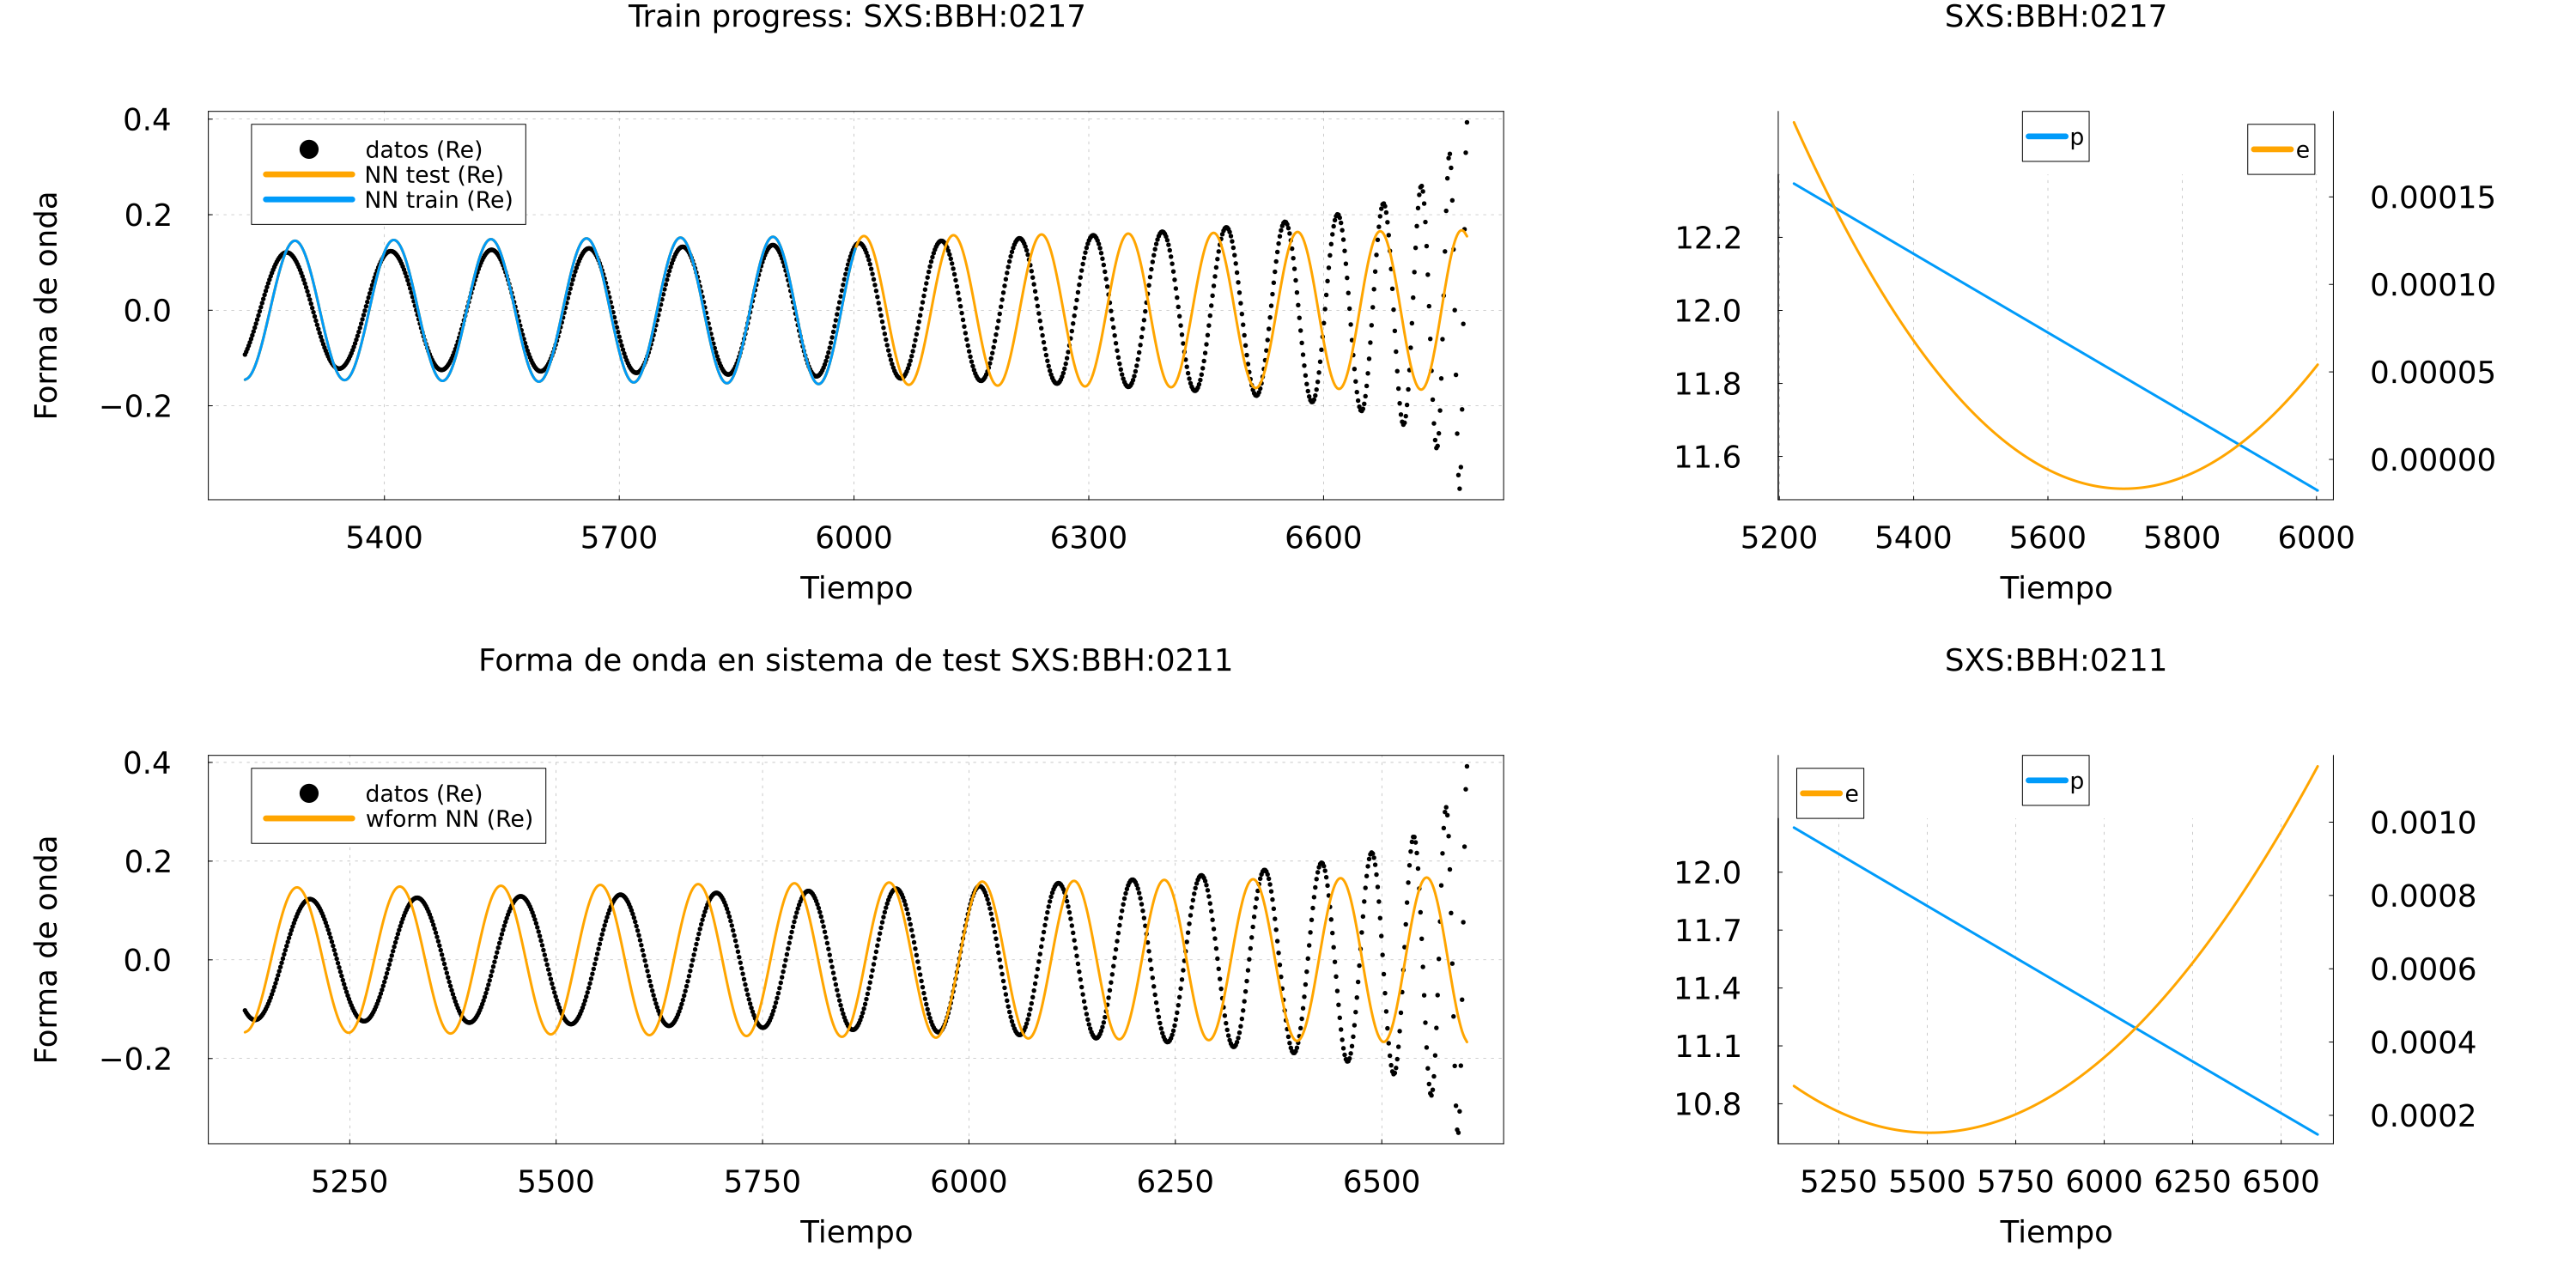 Train progress: SXS:BBH:0217
0.4
0.2
0.0
−0.2
Forma de onda
datos (Re)
NN test (Re)
NN train (Re)
5400 5700 6000 6300 6600
Tiempo
SXS:BBH:0217
p
e
12.2
12.0
11.8
11.6
0.00015
0.00010
0.00005
0.00000
5200 5400 5600 5800 6000
Tiempo
Forma de onda en sistema de test SXS:BBH:0211
0.4
0.2
0.0
−0.2
Forma de onda
datos (Re)
wform NN (Re)
5250 5500 5750 6000 6250 6500
Tiempo
SXS:BBH:0211
e
p
12.0
11.7
11.4
11.1
10.8
0.0010
0.0008
0.0006
0.0004
0.0002
5250 5500 5750 6000 6250 6500
Tiempo